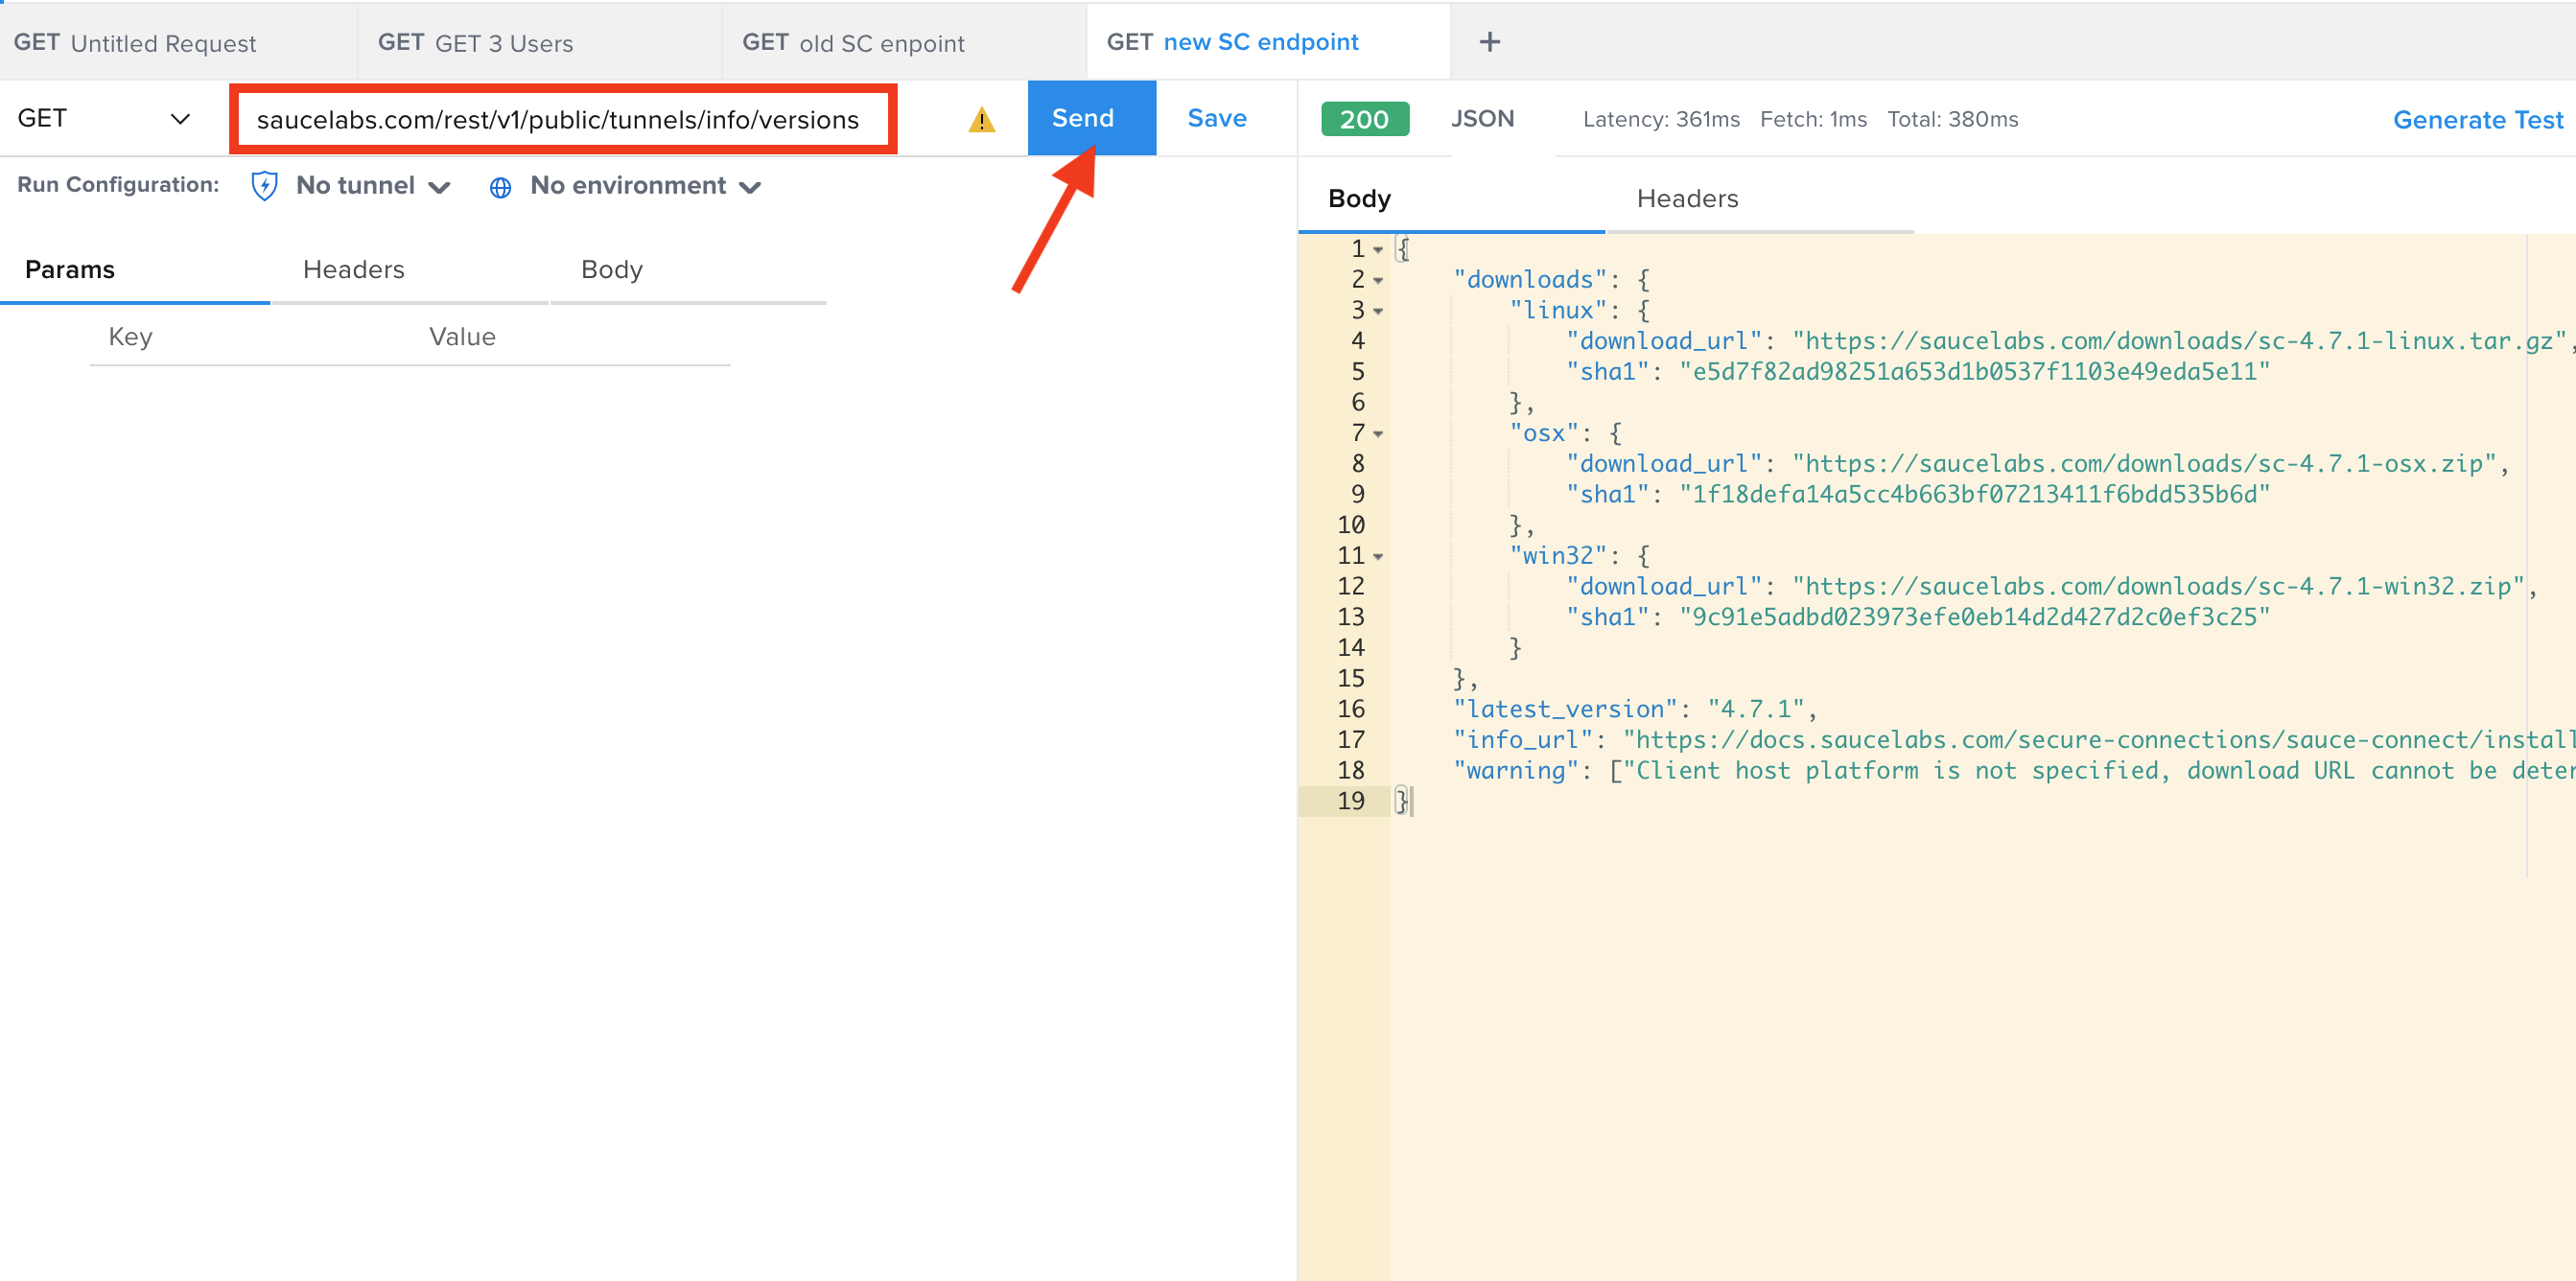 GET Untitled Request GET GET 3 Users GET old SC enpoint GET new SC endpoint +
GET saucelabs.com/rest/v1/public/tunnels/info/versions Send Save 200 JSON Latency: 361ms Fetch: 1ms Total: 380ms Generate Test
Run Configuration: No tunnel No environment
Params Headers Body
Key Value
Body Headers
1 {
2 "downloads": {
3 "linux": {
4 "download_url": "https://saucelabs.com/downloads/sc-4.7.1-linux.tar.gz",
5 "sha1": "e5d7f82ad98251a653d1b0537f1103e49eda5e11"
6 },
7 "osx": {
8 "download_url": "https://saucelabs.com/downloads/sc-4.7.1-osx.zip",
9 "sha1": "1f18defa14a5cc4b663bf07213411f6bdd535b6d"
10 },
11 "win32": {
12 "download_url": "https://saucelabs.com/downloads/sc-4.7.1-win32.zip",
13 "sha1": "9c91e5adbd023973efe0eb14d2d427d2c0ef3c25"
14 }
15 },
16 "latest_version": "4.7.1",
17 "info_url": "https://docs.saucelabs.com/secure-connections/sauce-connect/install
18 "warning": ["Client host platform is not specified, download URL cannot be deter
19 }